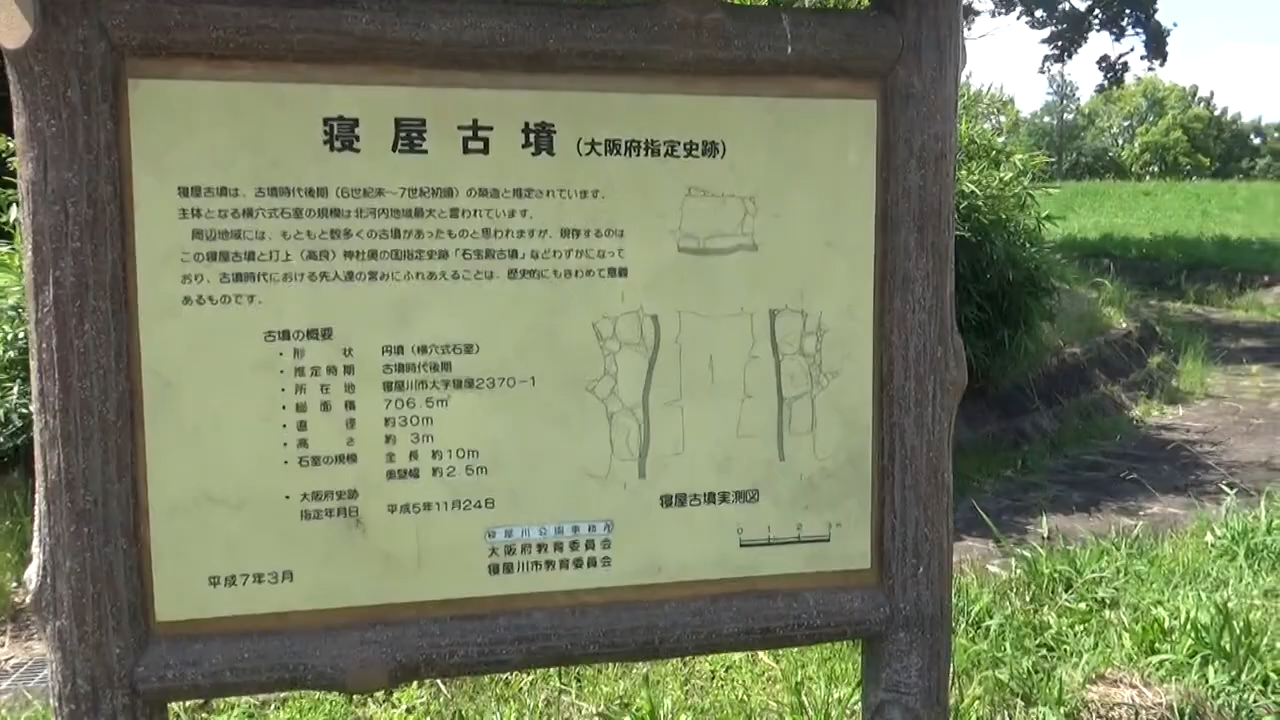 寝屋古墳（大阪府指定史跡）
寝屋古墳は、古墳時代後期（6世紀末～7世紀初頭）の築造と推定されています。
主体となる横穴式石室の規模は北河内地域最大と言われています。
周辺地域には、もともと数多くの古墳があったものと思われますが、現存するのは
この寝屋古墳と打上（高良）神社奥の国指定史跡「石宝殿古墳」などわずかになって
おり、古墳時代における先人達の営みにふれあえることは、歴史的にもきわめて意義
あるものです。
古墳の概要
・形状 円墳（横穴式石室）
・推定時期 古墳時代後期
・所在地 寝屋川市大字寝屋2370－1
・総面積 706.5㎡
・直径 約30m
・高さ 約 3m
・石室の規模 全長 約10m
奥壁幅 約2.5m
・大阪府史跡
指定年月日 平成5年11月24日
寝屋川公園事務所
大阪府教育委員会
寝屋川市教育委員会
平成7年3月
寝屋古墳実測図
0 1 2 3m